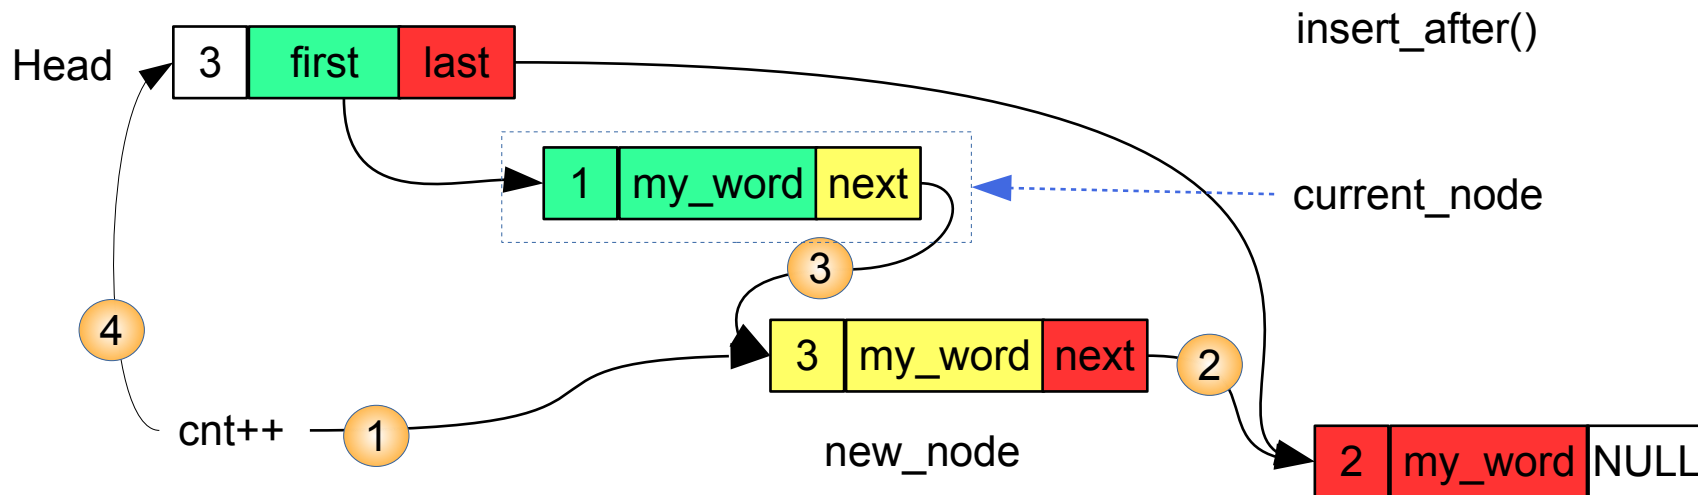 insert_after()
Head 3 first last
1 my_word next
current_node
3
4
3 my_word next
2
cnt++ 1
new_node
2 my_word NULL